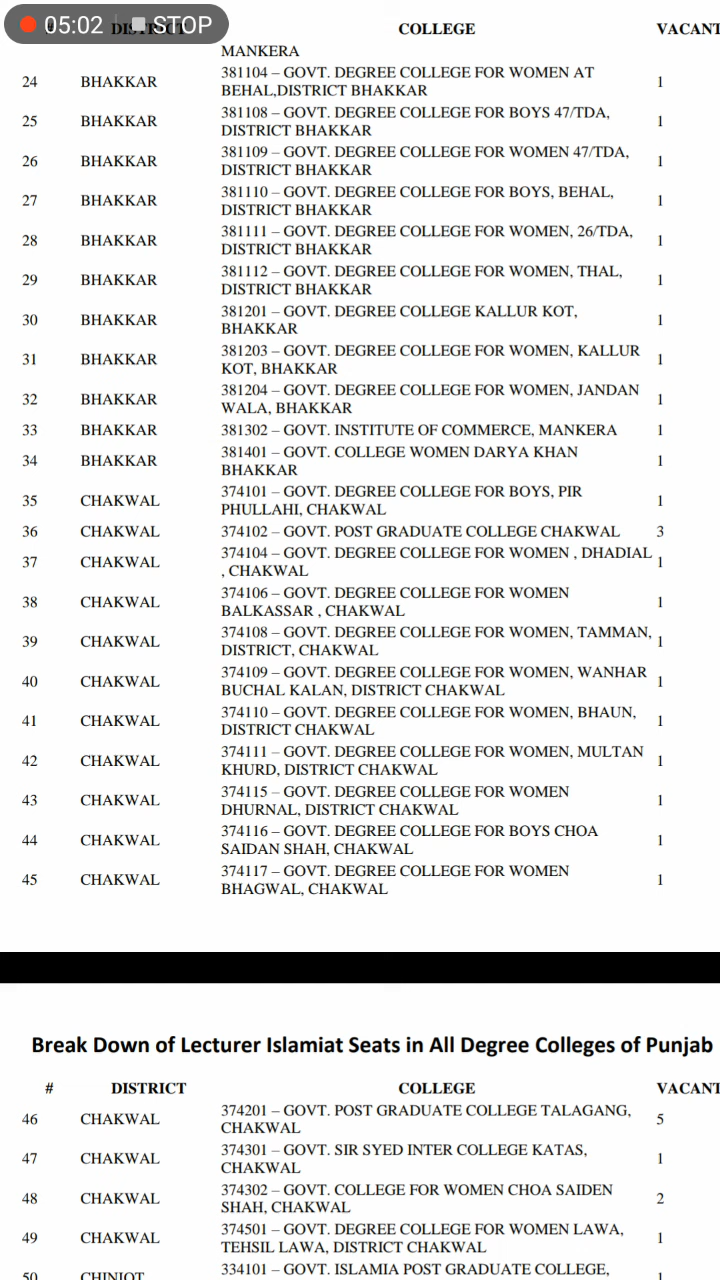 05:02 STOP
# DISTRICT COLLEGE VACANT
MANKERA
24 BHAKKAR 381104 – GOVT. DEGREE COLLEGE FOR WOMEN AT
BEHAL,DISTRICT BHAKKAR 1
25 BHAKKAR 381108 – GOVT. DEGREE COLLEGE FOR BOYS 47/TDA,
DISTRICT BHAKKAR 1
26 BHAKKAR 381109 – GOVT. DEGREE COLLEGE FOR WOMEN 47/TDA,
DISTRICT BHAKKAR 1
27 BHAKKAR 381110 – GOVT. DEGREE COLLEGE FOR BOYS, BEHAL,
DISTRICT BHAKKAR 1
28 BHAKKAR 381111 – GOVT. DEGREE COLLEGE FOR WOMEN, 26/TDA,
DISTRICT BHAKKAR 1
29 BHAKKAR 381112 – GOVT. DEGREE COLLEGE FOR WOMEN, THAL,
DISTRICT BHAKKAR 1
30 BHAKKAR 381201 – GOVT. DEGREE COLLEGE KALLUR KOT,
BHAKKAR 1
31 BHAKKAR 381203 – GOVT. DEGREE COLLEGE FOR WOMEN, KALLUR
KOT, BHAKKAR 1
32 BHAKKAR 381204 – GOVT. DEGREE COLLEGE FOR WOMEN, JANDAN
WALA, BHAKKAR 1
33 BHAKKAR 381302 – GOVT. INSTITUTE OF COMMERCE, MANKERA 1
34 BHAKKAR 381401 – GOVT. COLLEGE WOMEN DARYA KHAN
BHAKKAR 1
35 CHAKWAL 374101 – GOVT. DEGREE COLLEGE FOR BOYS, PIR
PHULLAHI, CHAKWAL 1
36 CHAKWAL 374102 – GOVT. POST GRADUATE COLLEGE CHAKWAL 3
37 CHAKWAL 374104 – GOVT. DEGREE COLLEGE FOR WOMEN , DHADIAL
, CHAKWAL 1
38 CHAKWAL 374106 – GOVT. DEGREE COLLEGE FOR WOMEN
BALKASSAR , CHAKWAL 1
39 CHAKWAL 374108 – GOVT. DEGREE COLLEGE FOR WOMEN, TAMMAN,
DISTRICT, CHAKWAL 1
40 CHAKWAL 374109 – GOVT. DEGREE COLLEGE FOR WOMEN, WANHAR
BUCHAL KALAN, DISTRICT CHAKWAL 1
41 CHAKWAL 374110 – GOVT. DEGREE COLLEGE FOR WOMEN, BHAUN,
DISTRICT CHAKWAL 1
42 CHAKWAL 374111 – GOVT. DEGREE COLLEGE FOR WOMEN, MULTAN
KHURD, DISTRICT CHAKWAL 1
43 CHAKWAL 374115 – GOVT. DEGREE COLLEGE FOR WOMEN
DHURNAL, DISTRICT CHAKWAL 1
44 CHAKWAL 374116 – GOVT. DEGREE COLLEGE FOR BOYS CHOA
SAIDAN SHAH, CHAKWAL 1
45 CHAKWAL 374117 – GOVT. DEGREE COLLEGE FOR WOMEN
BHAGWAL, CHAKWAL 1
Break Down of Lecturer Islamiat Seats in All Degree Colleges of Punjab
# DISTRICT COLLEGE VACANT
46 CHAKWAL 374201 – GOVT. POST GRADUATE COLLEGE TALAGANG,
CHAKWAL 5
47 CHAKWAL 374301 – GOVT. SIR SYED INTER COLLEGE KATAS,
CHAKWAL 1
48 CHAKWAL 374302 – GOVT. COLLEGE FOR WOMEN CHOA SAIDEN
SHAH, CHAKWAL 2
49 CHAKWAL 374501 – GOVT. DEGREE COLLEGE FOR WOMEN LAWA,
TEHSIL LAWA, DISTRICT CHAKWAL 1
50 CHINIOT 334101 – GOVT. ISLAMIA POST GRADUATE COLLEGE, 1